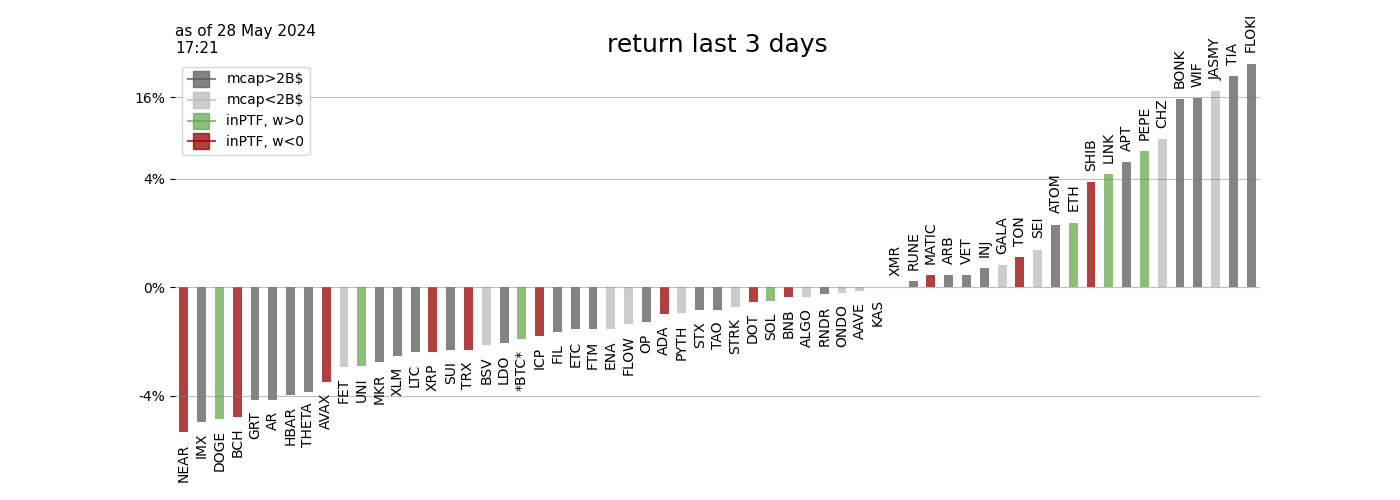 as of 28 May 2024
17:21
return last 3 days
mcap>2B$
mcap<2B$
inPTF, w>0
inPTF, w<0
16%
4%
0%
-4%
NEAR
IMX
DOGE
BCH
GRT
AR
HBAR
THETA
AVAX
FET
UNI
MKR
XLM
LTC
XRP
SUI
TRX
BSV
LDO
*BTC*
ICP
FIL
ETC
FTM
ENA
FLOW
OP
ADA
PYTH
STX
TAO
STRK
DOT
SOL
BNB
ALGO
RNDR
ONDO
AAVE
KAS
XMR
RUNE
MATIC
ARB
VET
INJ
GALA
TON
SEI
ATOM
ETH
SHIB
LINK
APT
PEPE
CHZ
BONK
WIF
JASMY
TIA
FLOKI